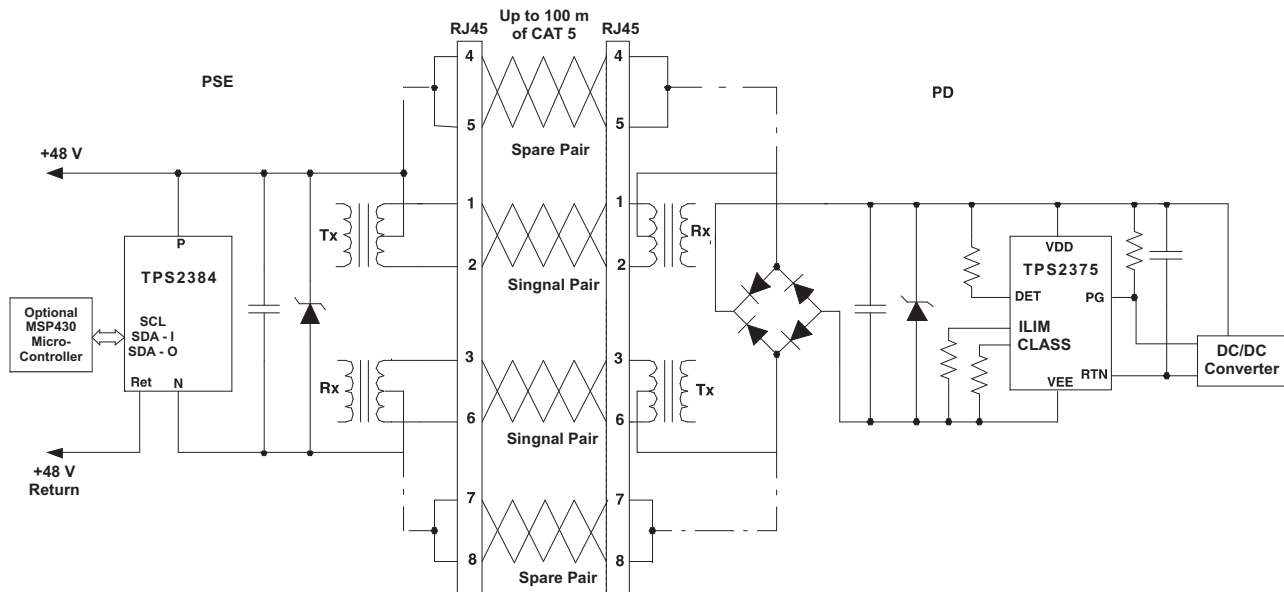 Up to 100 m
of CAT 5
RJ45
RJ45
PSE
PD
4
5
4
5
Spare Pair
+48 V
1
2
Tx
1
2
Rx
Singnal Pair
P
TPS2384
SCL
SDA - I
SDA - O
Ret
N
Optional
MSP430
Micro-
Controller
VDD
TPS2375
DET
PG
ILIM
CLASS
VEE
RTN
DC/DC
Converter
3
6
Rx
3
6
Tx
Singnal Pair
+48 V
Return
7
8
7
8
Spare Pair